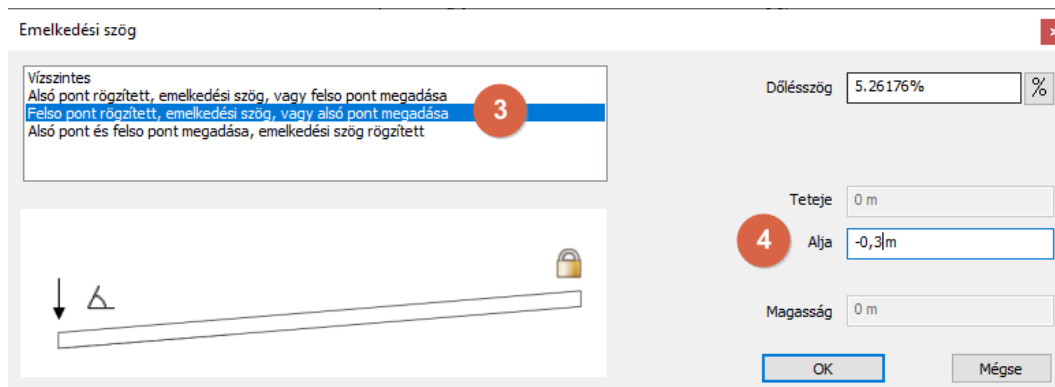 Emelkedési szög
x
Vízszintes
Alsó pont rögzített, emelkedési szög, vagy felso pont megadása
Felso pont rögzített, emelkedési szög, vagy alsó pont megadása
Alsó pont és felso pont megadása, emelkedési szög rögzített
3
Dőlésszög 5.26176% %
Teteje 0 m
4 Alja -0,3 m
Magasság 0 m
OK Mégse